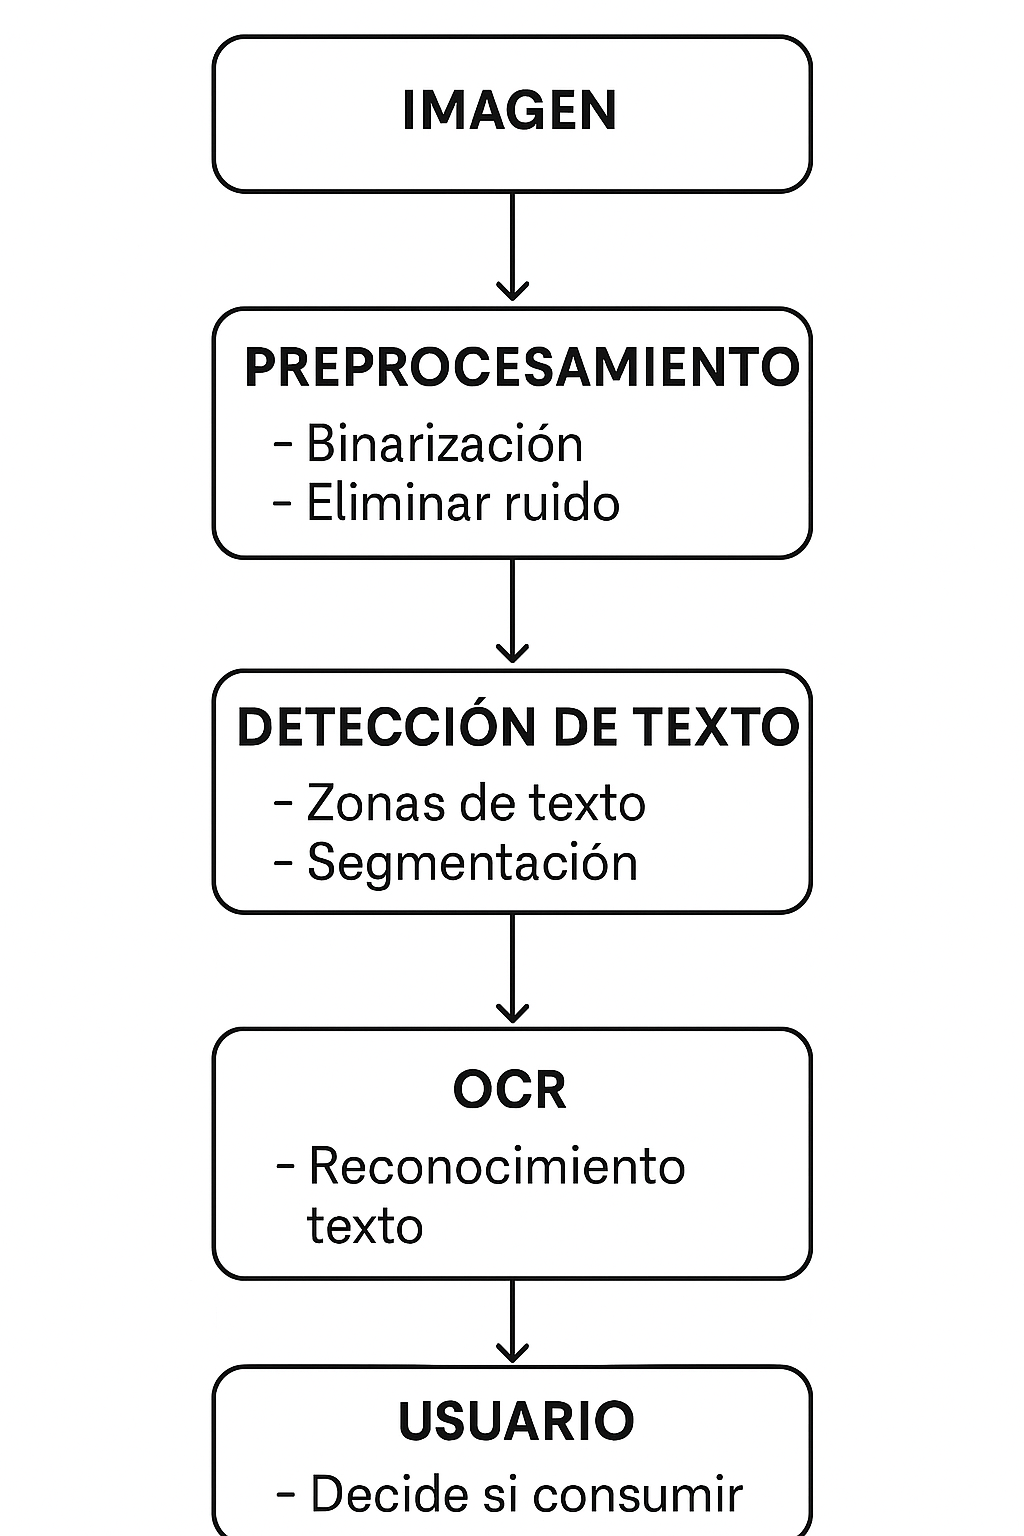 IMAGEN
PREPROCESAMIENTO
- Binarización
- Eliminar ruido
DETECCIÓN DE TEXTO
- Zonas de texto
- Segmentación
OCR
- Reconocimiento
texto
USUARIO
- Decide si consumir